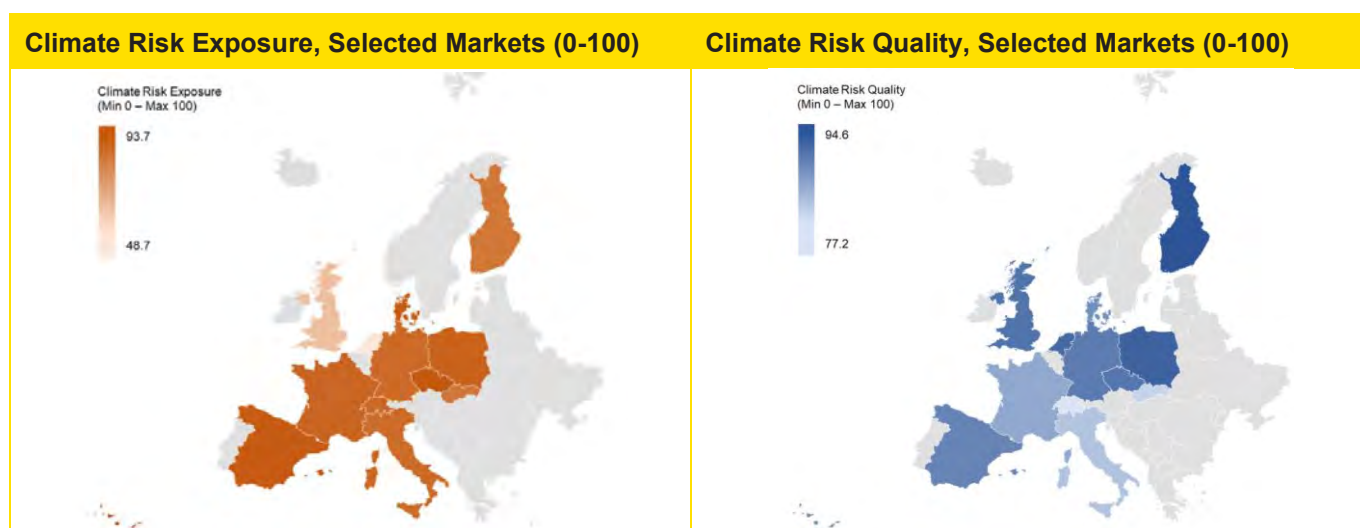 Climate Risk Exposure, Selected Markets (0-100)
Climate Risk Quality, Selected Markets (0-100)
Climate Risk Exposure
(Min 0 – Max 100)
93.7
48.7
Climate Risk Quality
(Min 0 – Max 100)
94.6
77.2